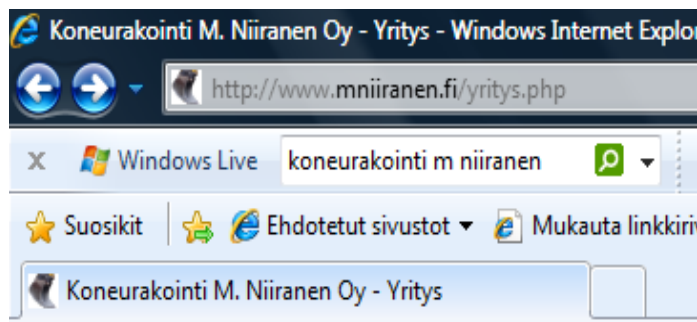 Koneurakointi M. Niiranen Oy - Yritys - Windows Internet Explor
http://www.mniiranen.fi/yritys.php
x Windows Live koneurakointi m niiranen
Suosikit Ehdotetut sivustot Mukauta linkkiriv
Koneurakointi M. Niiranen Oy - Yritys